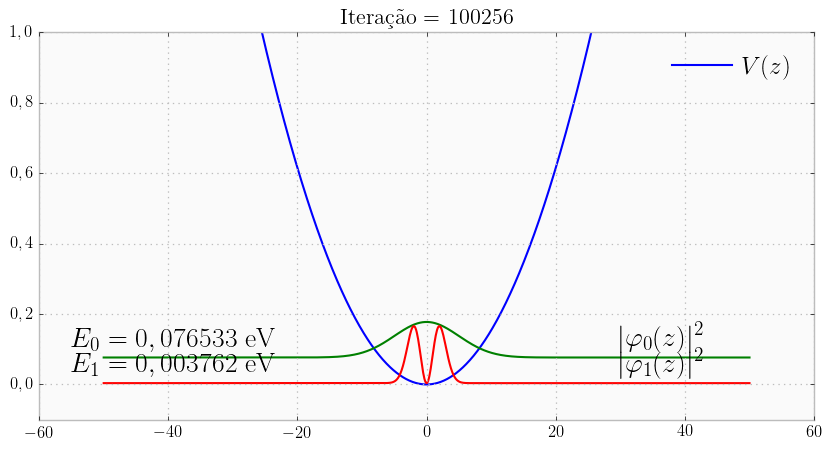 Iteração = 100256
1,0
V(z)
0,8
0,6
0,4
0,2
E₀ = 0,076533 eV |φ₀(z)|²
E₁ = 0,003762 eV |φ₁(z)|²
0,0
−60 −40 −20 0 20 40 60